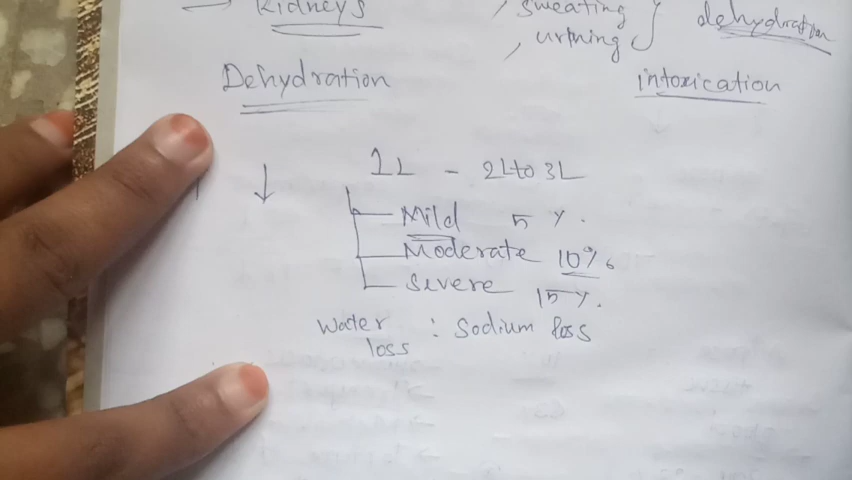 → Kidneys , sweating } dehydration
, urining
Dehydration intoxication
↓ 1L - 2L to 3L
Mild 5 %.
Moderate 10%
Severe 15 %.
Water : Sodium loss
loss